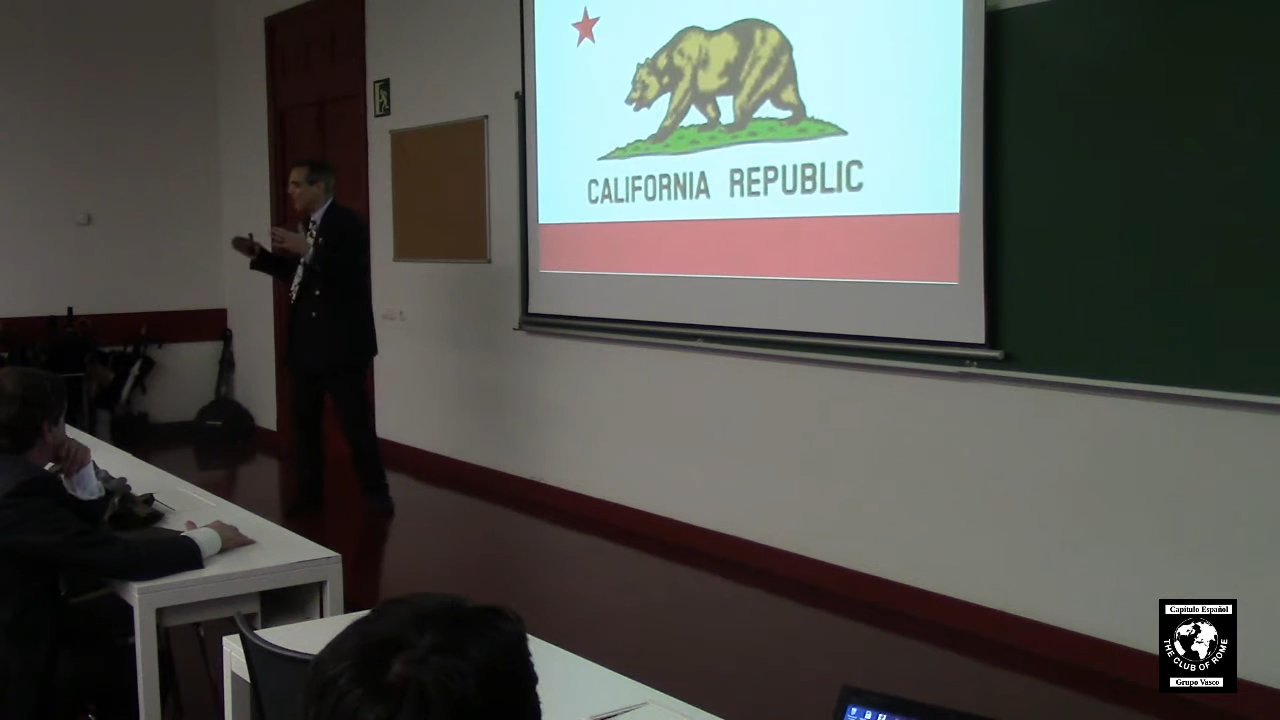 CALIFORNIA REPUBLIC
Capítulo Español
THE CLUB OF ROME
Grupo Vasco